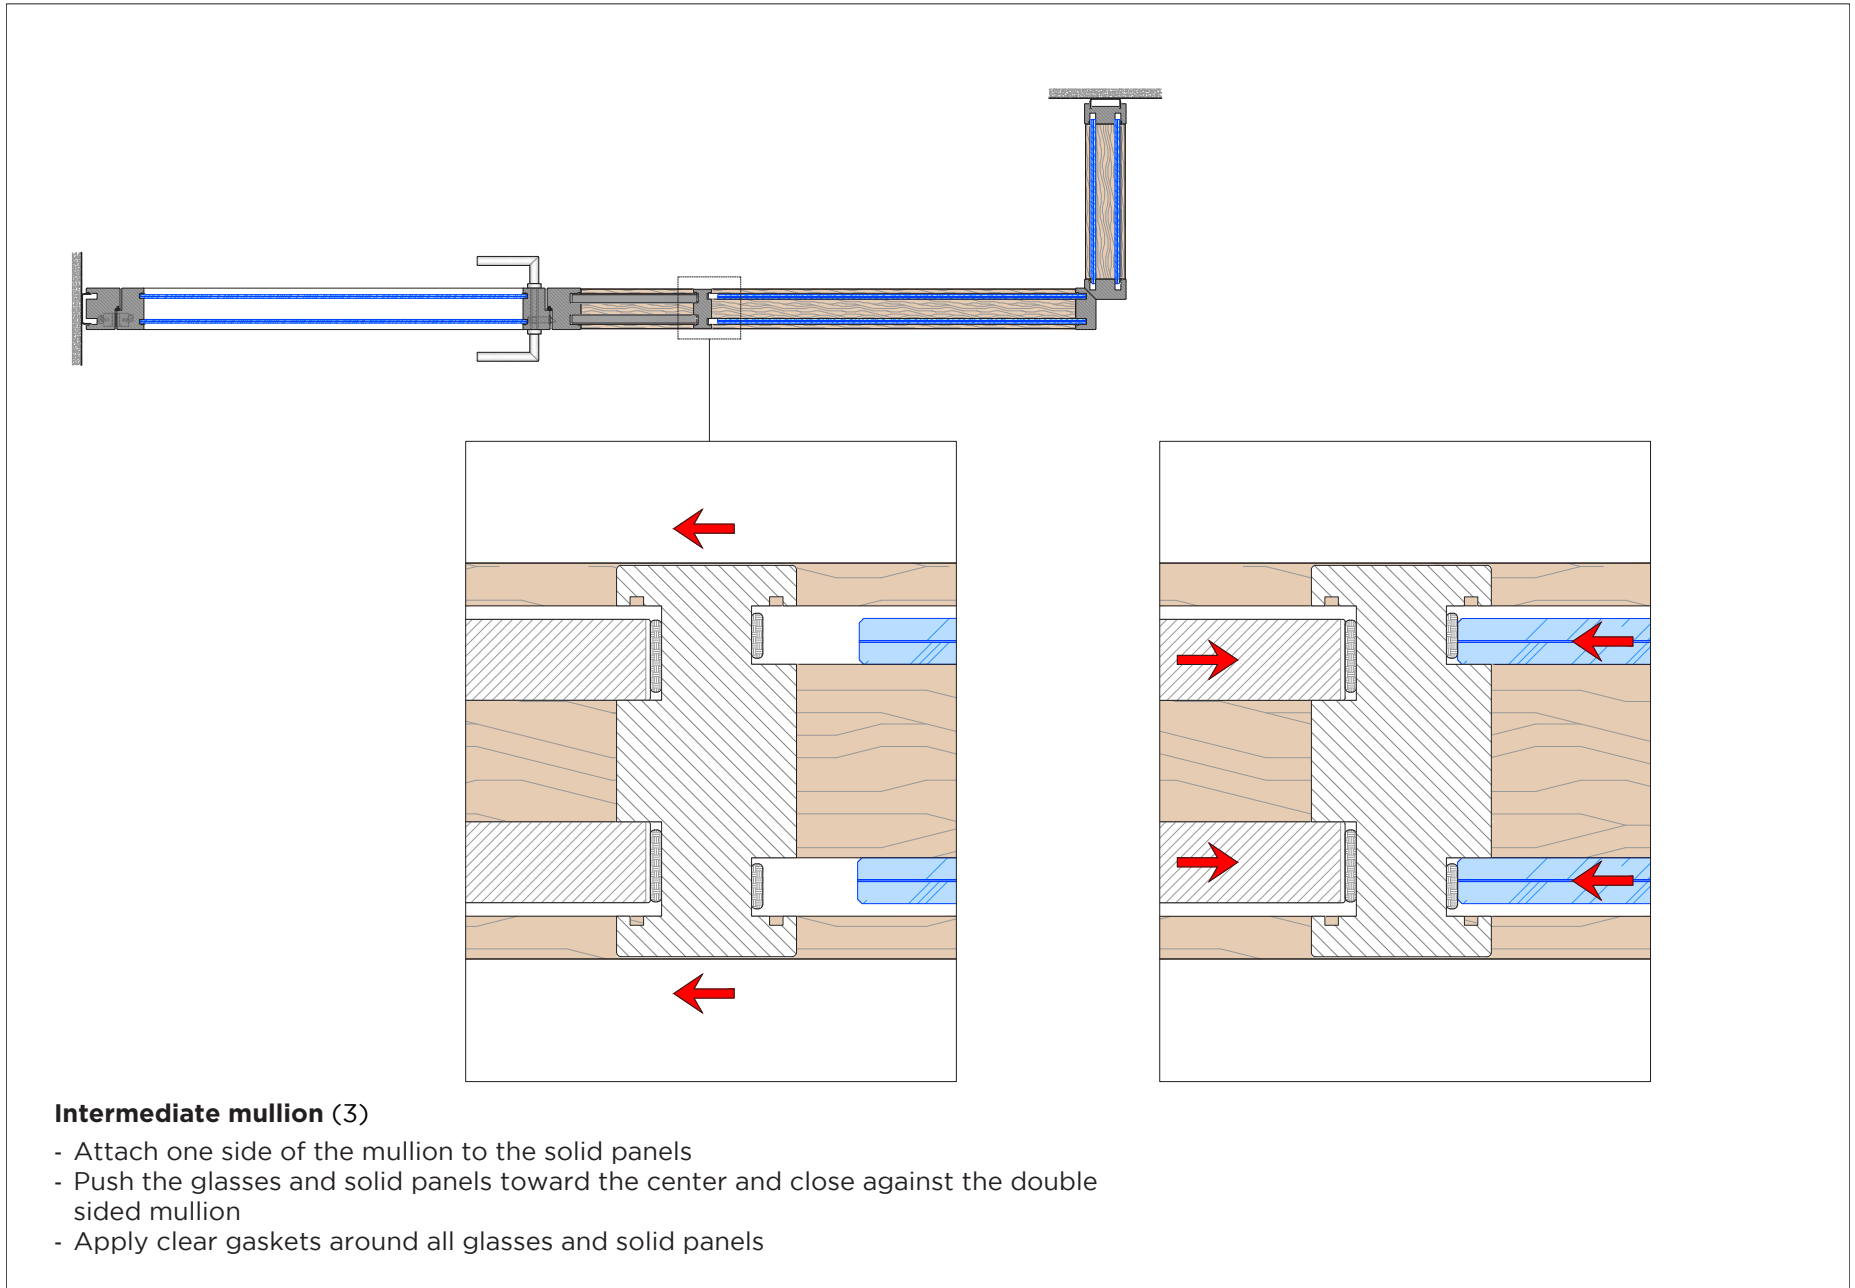 Intermediate mullion (3)
- Attach one side of the mullion to the solid panels
- Push the glasses and solid panels toward the center and close against the double
sided mullion
- Apply clear gaskets around all glasses and solid panels